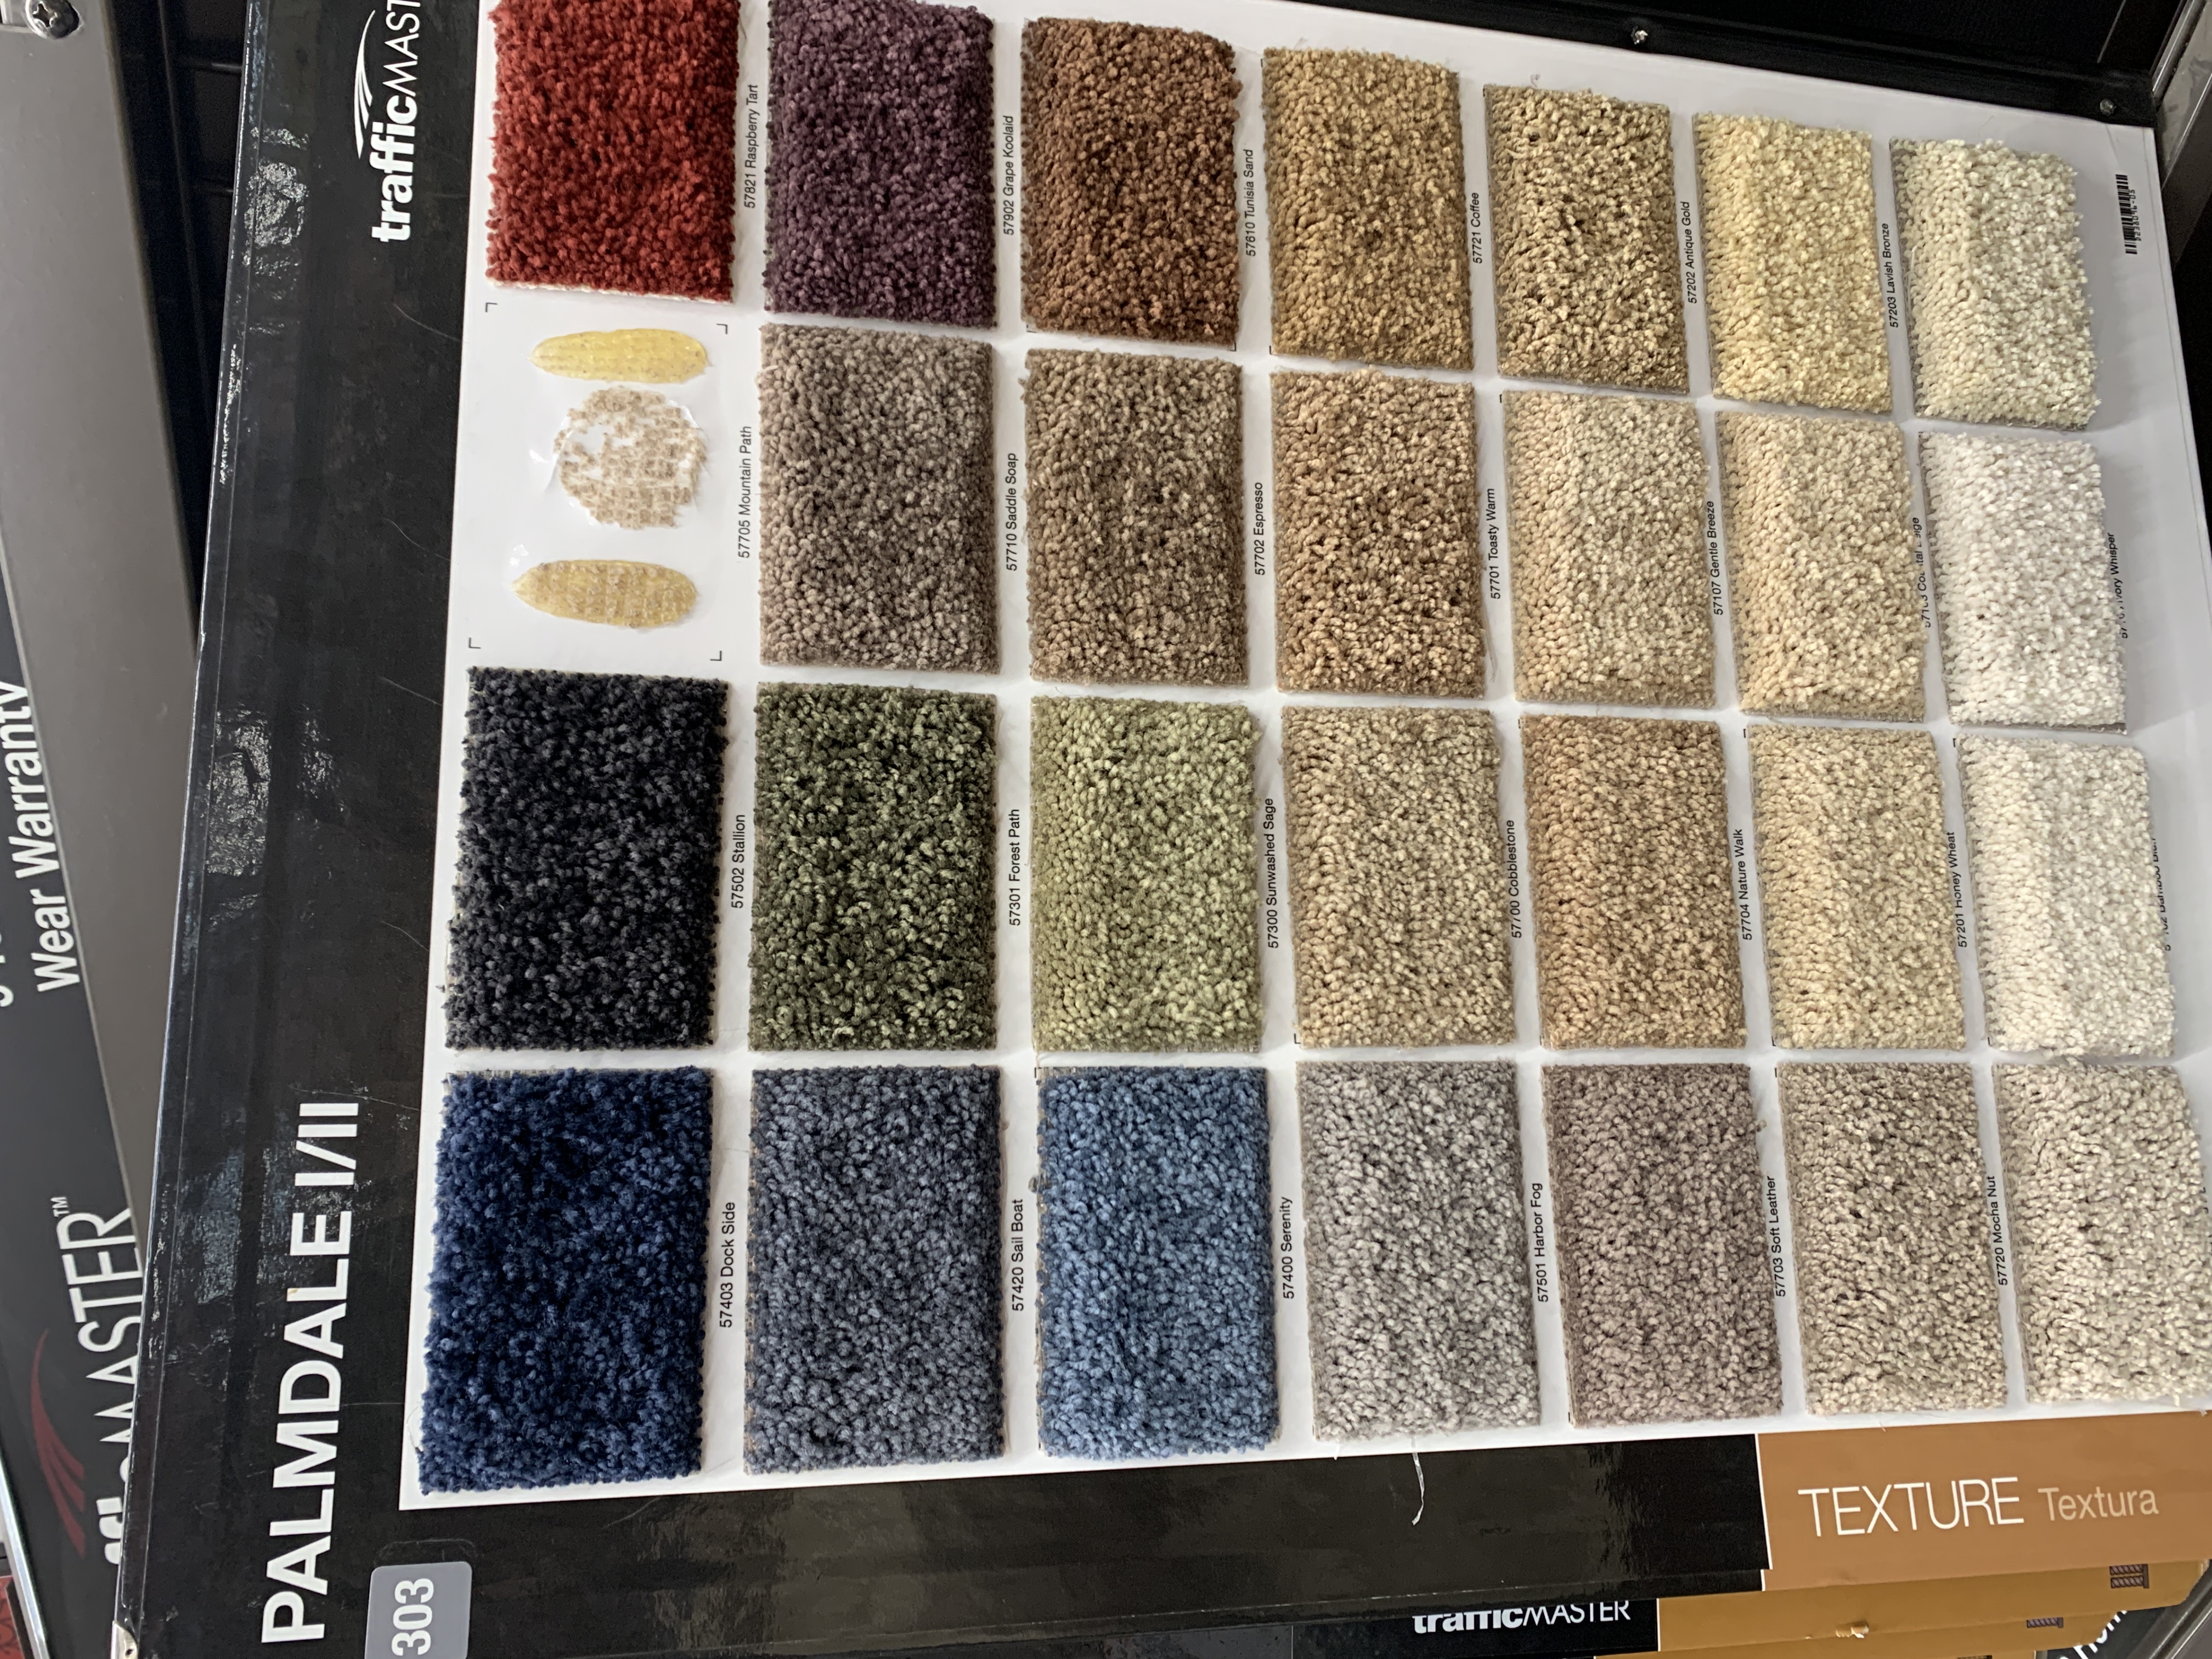 Wear Warranty
MASTER™
PALMDALE I/II
trafficMAST
303
57403 Dock Side
57502 Stallion
57705 Mountain Path
57821 Raspberry Tart
57420 Sail Boat
57301 Forest Path
57710 Saddle Soap
57902 Grape Koolaid
57400 Serenity
57300 Sunwashed Sage
57702 Espresso
57610 Tunisia Sand
57501 Harbor Fog
57700 Cobblestone
57701 Toasty Warm
57721 Coffee
57703 Soft Leather
57704 Nature Walk
57107 Gentle Breeze
57202 Antique Gold
57720 Mocha Nut
57201 Honey Wheat
57203 Lavish Bronze
Ivory Whisper
trafficMASTER
TEXTURE Textura